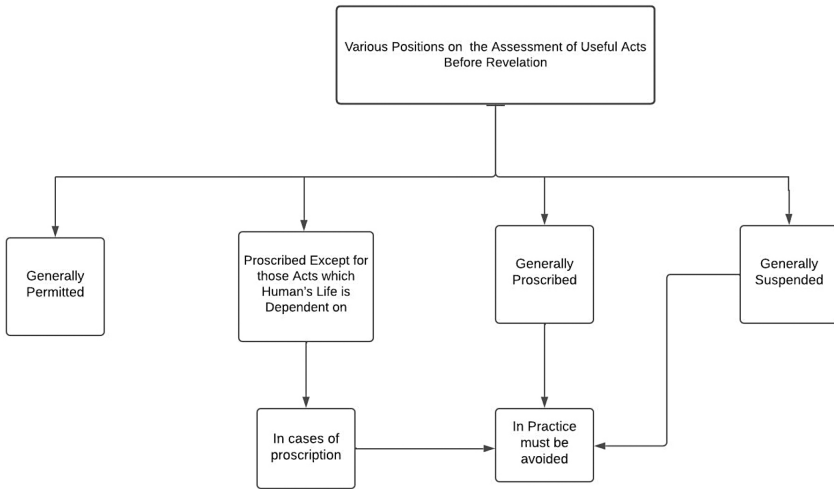 Various Positions on the Assessment of Useful Acts
Before Revelation
Generally
Permitted
Proscribed Except for
those Acts which
Human's Life is
Dependent on
Generally
Proscribed
Generally
Suspended
In cases of
proscription
In Practice
must be
avoided